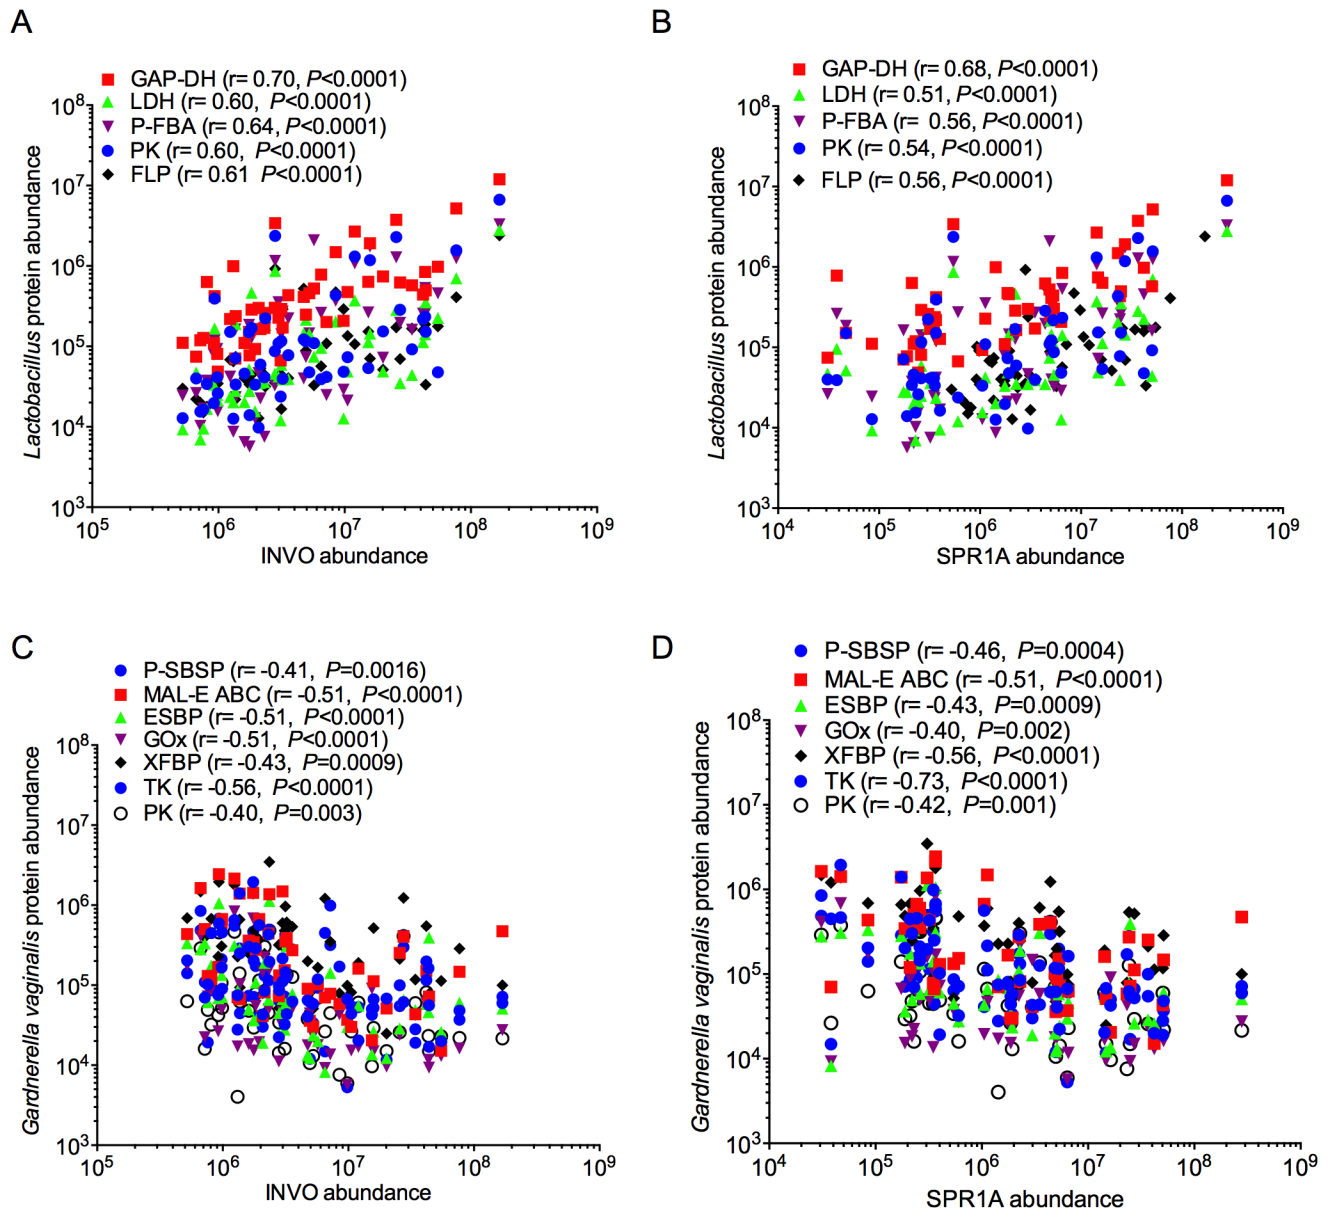 A
GAP-DH (r= 0.70, P<0.0001)
LDH (r= 0.60, P<0.0001)
P-FBA (r= 0.64, P<0.0001)
PK (r= 0.60, P<0.0001)
FLP (r= 0.61 P<0.0001)
Lactobacillus protein abundance
10⁸
10⁷
10⁶
10⁵
10⁴
10³
10⁵ 10⁶ 10⁷ 10⁸ 10⁹
INVO abundance
B
GAP-DH (r= 0.68, P<0.0001)
LDH (r= 0.51, P<0.0001)
P-FBA (r= 0.56, P<0.0001)
PK (r= 0.54, P<0.0001)
FLP (r= 0.56, P<0.0001)
Lactobacillus protein abundance
10⁸
10⁷
10⁶
10⁵
10⁴
10³
10⁴ 10⁵ 10⁶ 10⁷ 10⁸ 10⁹
SPR1A abundance
C
P-SBSP (r= -0.41, P=0.0016)
MAL-E ABC (r= -0.51, P<0.0001)
ESBP (r= -0.51, P<0.0001)
GOx (r= -0.51, P<0.0001)
XFBP (r= -0.43, P=0.0009)
TK (r= -0.56, P<0.0001)
PK (r= -0.40, P=0.003)
Gardnerella vaginalis protein abundance
10⁸
10⁷
10⁶
10⁵
10⁴
10³
10⁵ 10⁶ 10⁷ 10⁸ 10⁹
INVO abundance
D
P-SBSP (r= -0.46, P=0.0004)
MAL-E ABC (r= -0.51, P<0.0001)
ESBP (r= -0.43, P=0.0009)
GOx (r= -0.40, P=0.002)
XFBP (r= -0.56, P<0.0001)
TK (r= -0.73, P<0.0001)
PK (r= -0.42, P=0.001)
Gardnerella vaginalis protein abundance
10⁸
10⁷
10⁶
10⁵
10⁴
10³
10⁴ 10⁵ 10⁶ 10⁷ 10⁸ 10⁹
SPR1A abundance